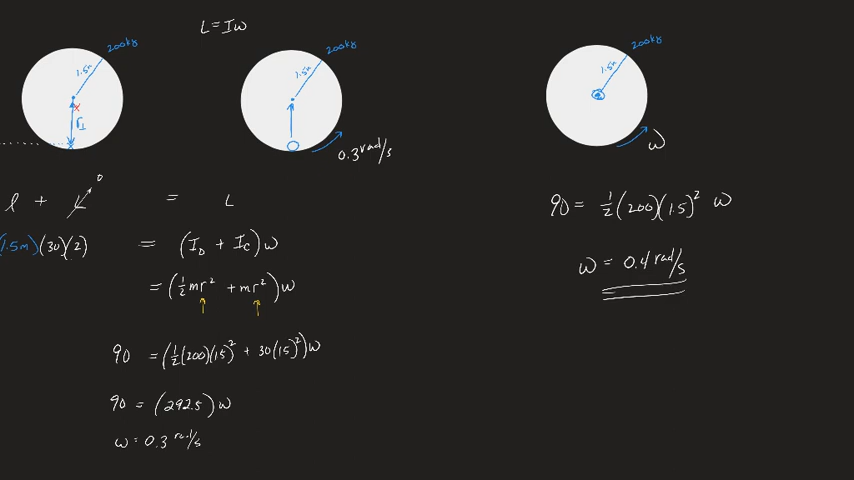 L = Iω
1.5m 200kg
r1
1.5m 200kg
0.3 rad/s
1.5m 200kg
ω
l + L 0 = L
(1.5m)(30)(2) = (I_D + I_C)ω
= (½mr² + mr²)ω
90 = (½(200)(1.5)² + 30(1.5)²)ω
90 = (292.5)ω
ω = 0.3 rad/s
90 = ½(200)(1.5)² ω
ω = 0.4 rad/s